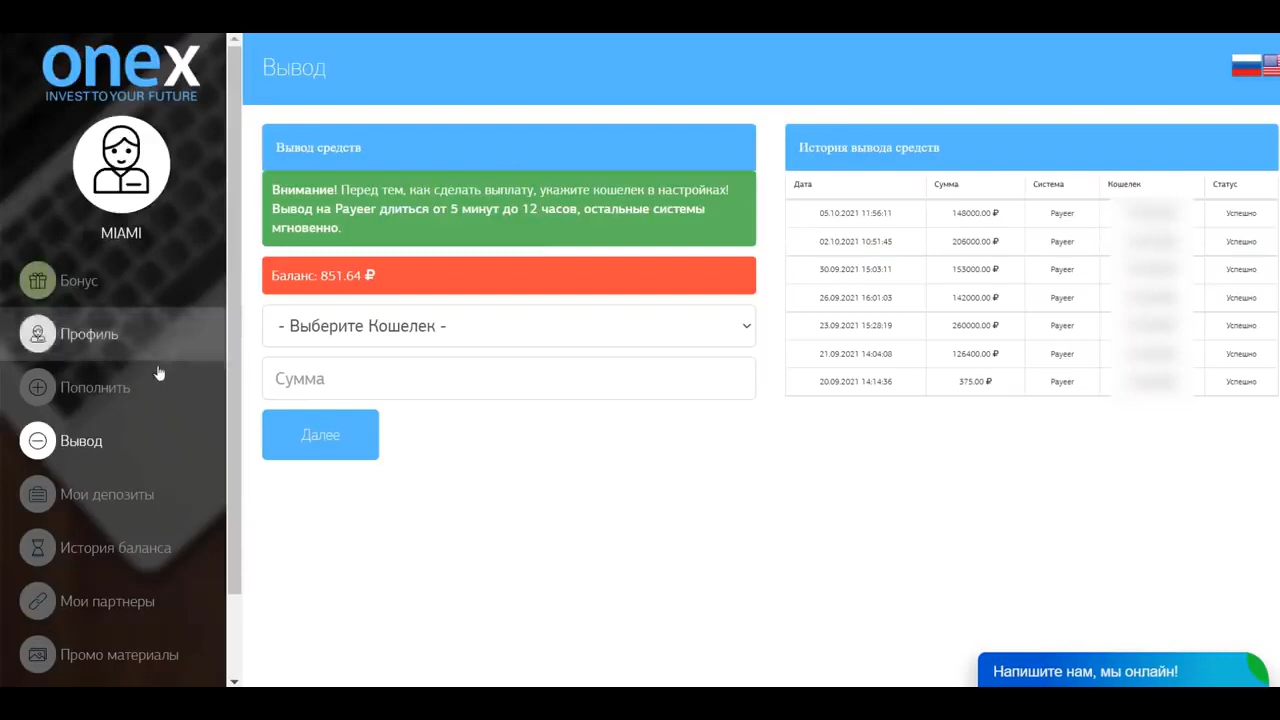 onex
INVEST TO YOUR FUTURE
MIAMI
Бонус
Профиль
Пополнить
Вывод
Мои депозиты
История баланса
Мои партнеры
Промо материалы
Вывод
Вывод средств
Внимание! Перед тем, как сделать выплату, укажите кошелек в настройках!
Вывод на Payeer длиться от 5 минут до 12 часов, остальные системы
мгновенно.
Баланс: 851.64 ₽
- Выберите Кошелек -
Сумма
Далее
История вывода средств
Дата Сумма Система Кошелек Статус
05.10.2021 11:56:11 148000.00 ₽ Payeer Успешно
02.10.2021 10:51:45 206000.00 ₽ Payeer Успешно
30.09.2021 15:03:11 153000.00 ₽ Payeer Успешно
26.09.2021 16:01:03 142000.00 ₽ Payeer Успешно
23.09.2021 15:28:19 260000.00 ₽ Payeer Успешно
21.09.2021 14:04:08 126400.00 ₽ Payeer Успешно
20.09.2021 14:14:36 375.00 ₽ Payeer Успешно
Напишите нам, мы онлайн!